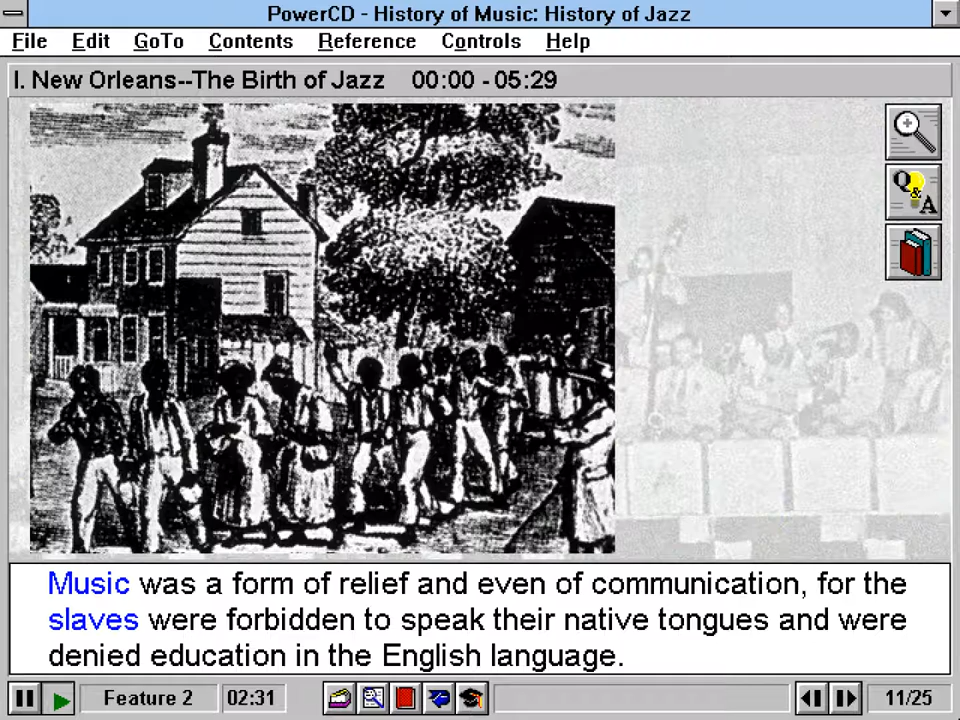 PowerCD - History of Music: History of Jazz
File Edit GoTo Contents Reference Controls Help
I. New Orleans--The Birth of Jazz 00:00 - 05:29
Q
&
A
Music was a form of relief and even of communication, for the
slaves were forbidden to speak their native tongues and were
denied education in the English language.
Feature 2 02:31 11/25